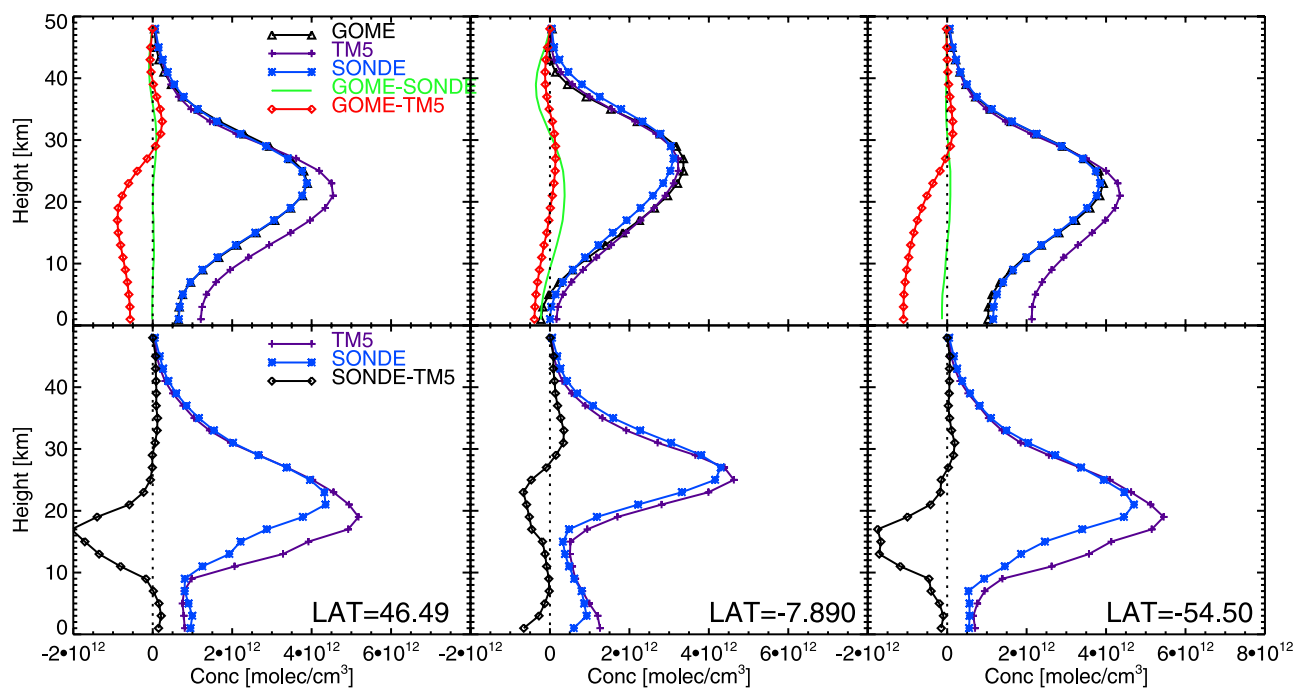 50
40
30
20
10
0
Height [km]
GOME
TM5
SONDE
GOME-SONDE
GOME-TM5
40
30
20
10
0
Height [km]
TM5
SONDE
SONDE-TM5
LAT=46.49
LAT=-7.890
LAT=-54.50
-2•10¹² 0 2•10¹² 4•10¹² 6•10¹²
-2•10¹² 0 2•10¹² 4•10¹² 6•10¹²
-2•10¹² 0 2•10¹² 4•10¹² 6•10¹² 8•10¹²
Conc [molec/cm³]
Conc [molec/cm³]
Conc [molec/cm³]